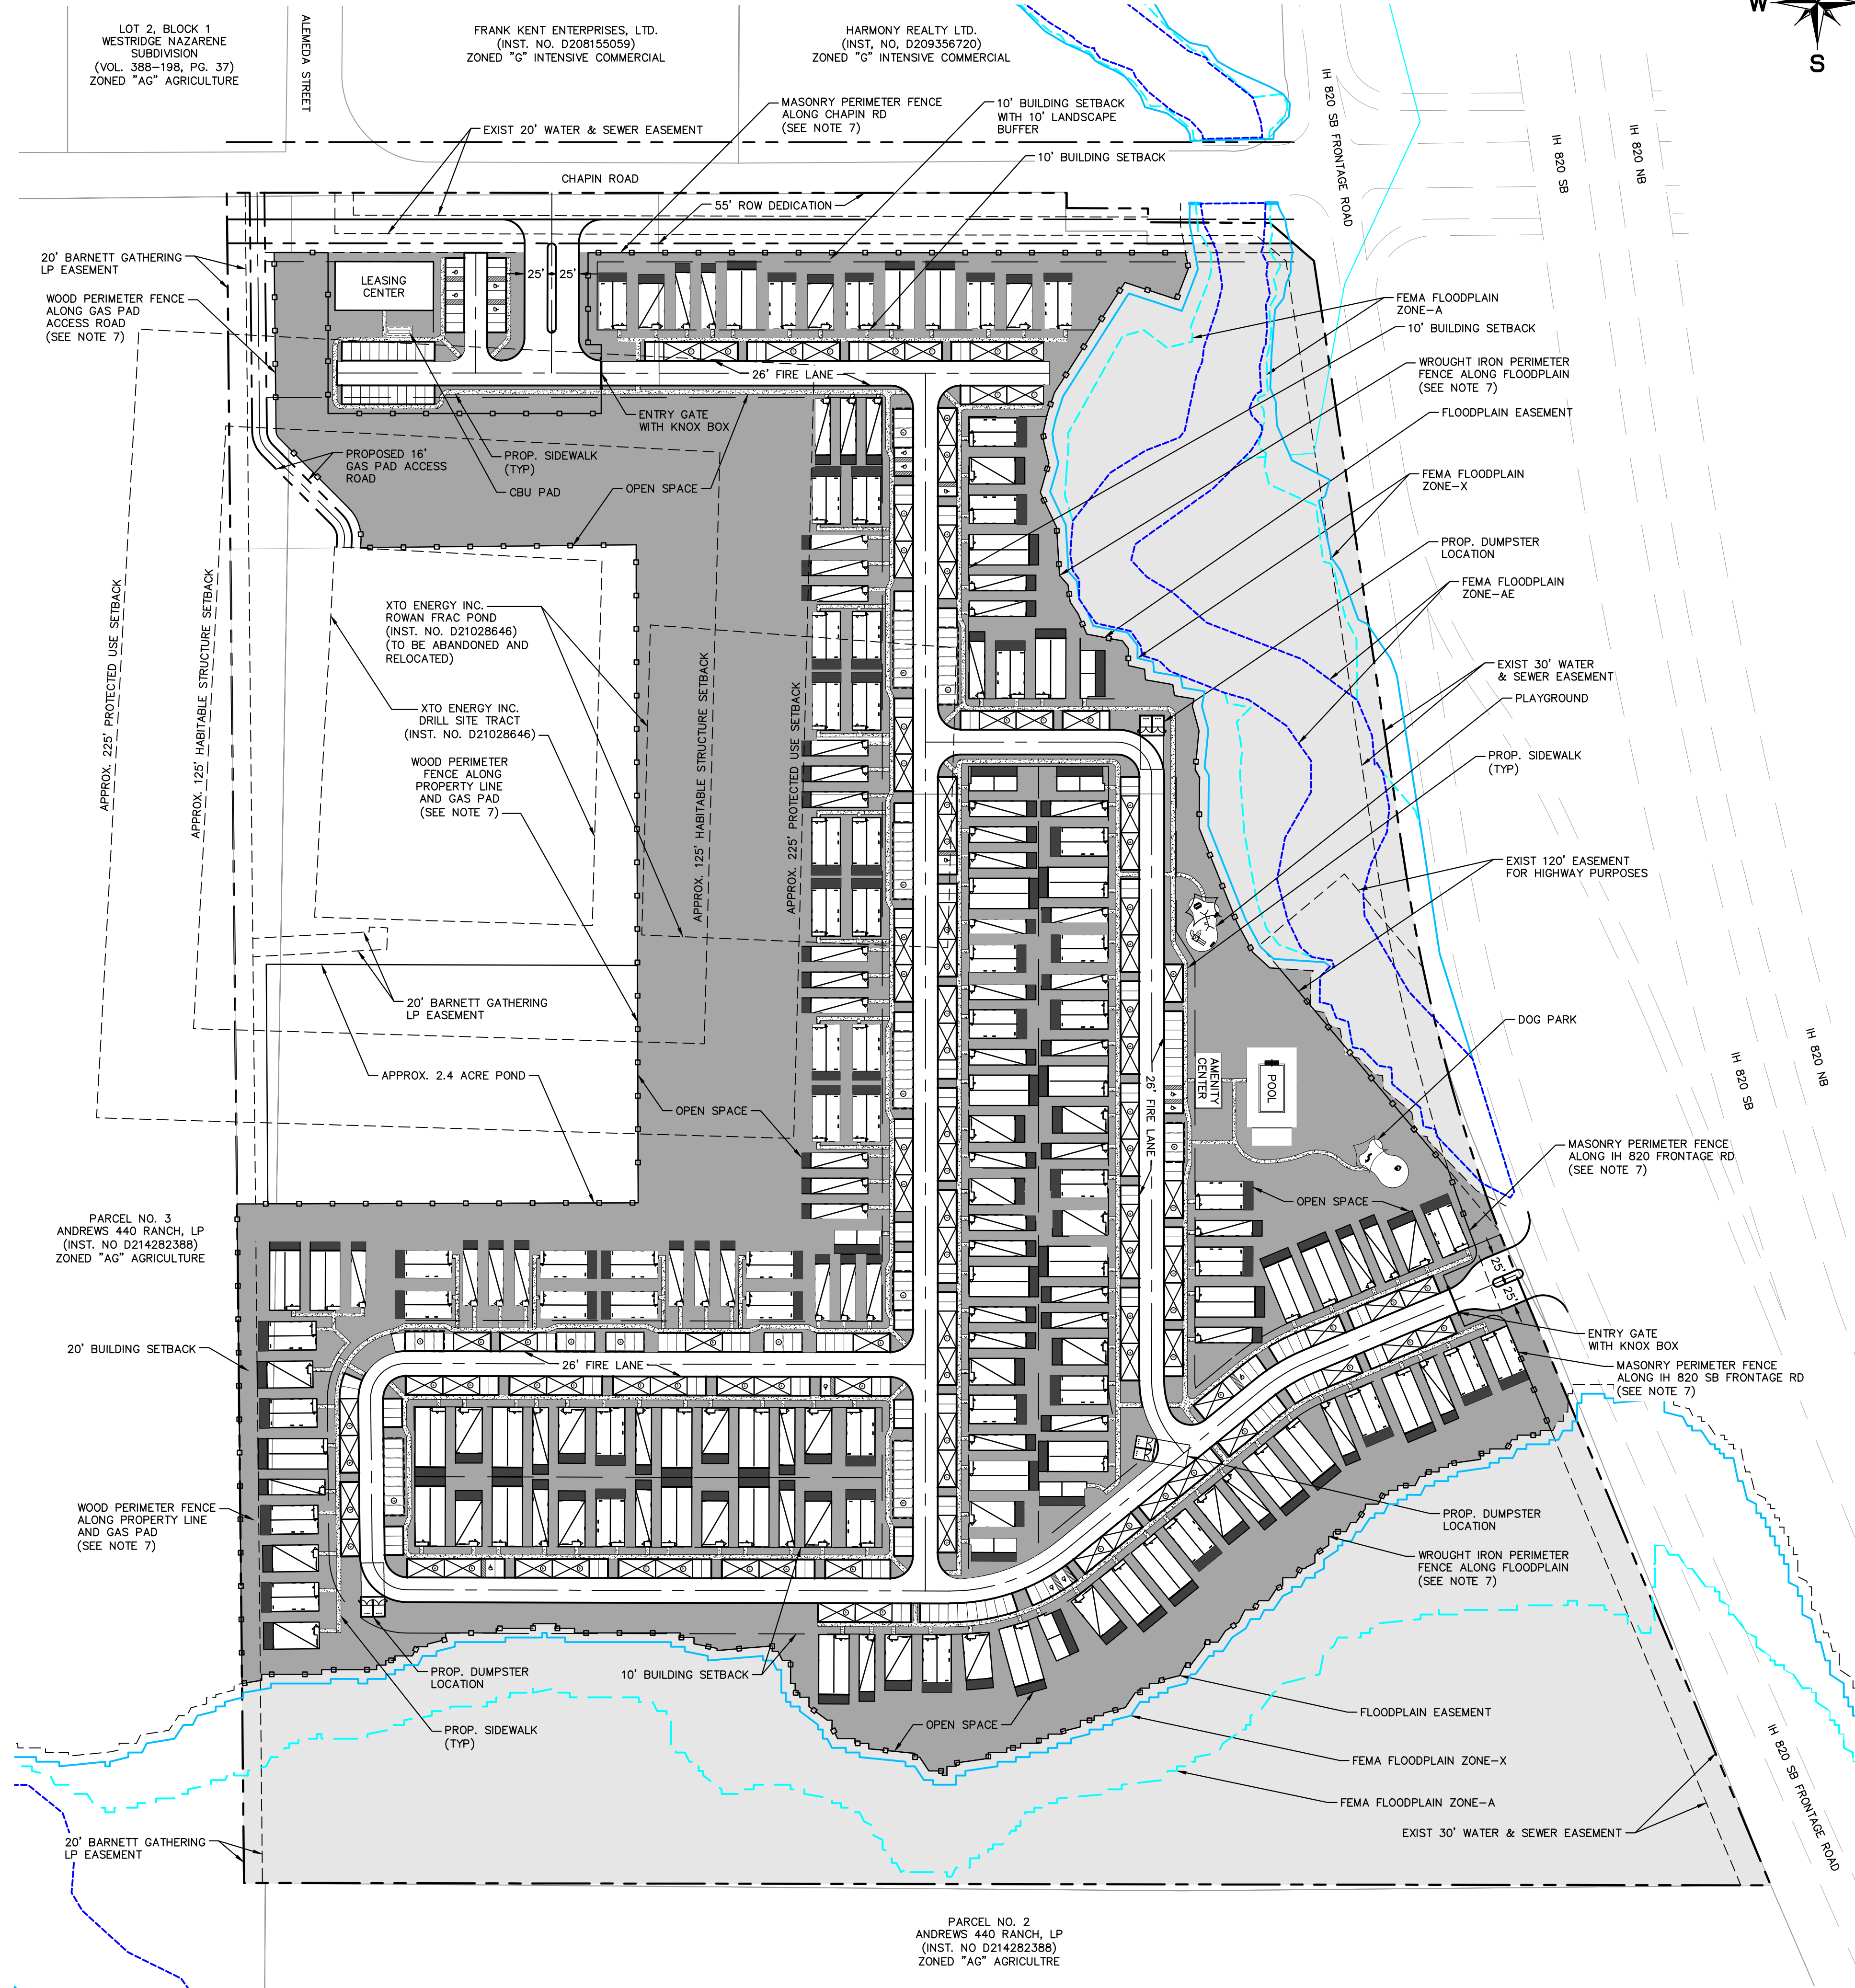 LOT 2, BLOCK 1
WESTRIDGE NAZARENE
SUBDIVISION
(VOL. 388-198, PG. 37)
ZONED "AG" AGRICULTURE
ALEMEDA STREET
FRANK KENT ENTERPRISES, LTD.
(INST. NO. D208155059)
ZONED "G" INTENSIVE COMMERCIAL
HARMONY REALTY LTD.
(INST, NO, D209356720)
ZONED "G" INTENSIVE COMMERCIAL
W
S
IH 820 SB FRONTAGE ROAD
IH 820 SB
IH 820 NB
MASONRY PERIMETER FENCE
ALONG CHAPIN RD
(SEE NOTE 7)
10' BUILDING SETBACK
WITH 10' LANDSCAPE
BUFFER
EXIST 20' WATER & SEWER EASEMENT
10' BUILDING SETBACK
CHAPIN ROAD
55' ROW DEDICATION
20' BARNETT GATHERING
LP EASEMENT
WOOD PERIMETER FENCE
ALONG GAS PAD
ACCESS ROAD
(SEE NOTE 7)
LEASING
CENTER
25'
25'
26' FIRE LANE
ENTRY GATE
WITH KNOX BOX
PROPOSED 16'
GAS PAD ACCESS
ROAD
PROP. SIDEWALK
(TYP)
CBU PAD
OPEN SPACE
FEMA FLOODPLAIN
ZONE-A
10' BUILDING SETBACK
WROUGHT IRON PERIMETER
FENCE ALONG FLOODPLAIN
(SEE NOTE 7)
FLOODPLAIN EASEMENT
FEMA FLOODPLAIN
ZONE-X
PROP. DUMPSTER
LOCATION
FEMA FLOODPLAIN
ZONE-AE
EXIST 30' WATER
& SEWER EASEMENT
PLAYGROUND
PROP. SIDEWALK
(TYP)
EXIST 120' EASEMENT
FOR HIGHWAY PURPOSES
APPROX. 225' PROTECTED USE SETBACK
APPROX. 125' HABITABLE STRUCTURE SETBACK
XTO ENERGY INC.
ROWAN FRAC POND
(INST. NO. D21028646)
(TO BE ABANDONED AND
RELOCATED)
XTO ENERGY INC.
DRILL SITE TRACT
(INST. NO. D21028646)
WOOD PERIMETER
FENCE ALONG
PROPERTY LINE
AND GAS PAD
(SEE NOTE 7)
APPROX. 125' HABITABLE STRUCTURE SETBACK
APPROX. 225' PROTECTED USE SETBACK
20' BARNETT GATHERING
LP EASEMENT
APPROX. 2.4 ACRE POND
OPEN SPACE
26' FIRE LANE
AMENITY
CENTER
POOL
DOG PARK
IH 820 SB
IH 820 NB
MASONRY PERIMETER FENCE
ALONG IH 820 FRONTAGE RD
(SEE NOTE 7)
OPEN SPACE
25'
25'
ENTRY GATE
WITH KNOX BOX
MASONRY PERIMETER FENCE
ALONG IH 820 SB FRONTAGE RD
(SEE NOTE 7)
PARCEL NO. 3
ANDREWS 440 RANCH, LP
(INST. NO D214282388)
ZONED "AG" AGRICULTURE
20' BUILDING SETBACK
26' FIRE LANE
WOOD PERIMETER FENCE
ALONG PROPERTY LINE
AND GAS PAD
(SEE NOTE 7)
PROP. DUMPSTER
LOCATION
WROUGHT IRON PERIMETER
FENCE ALONG FLOODPLAIN
(SEE NOTE 7)
PROP. DUMPSTER
LOCATION
10' BUILDING SETBACK
PROP. SIDEWALK
(TYP)
OPEN SPACE
FLOODPLAIN EASEMENT
FEMA FLOODPLAIN ZONE-X
FEMA FLOODPLAIN ZONE-A
EXIST 30' WATER & SEWER EASEMENT
IH 820 SB FRONTAGE ROAD
20' BARNETT GATHERING
LP EASEMENT
PARCEL NO. 2
ANDREWS 440 RANCH, LP
(INST. NO D214282388)
ZONED "AG" AGRICULTRE